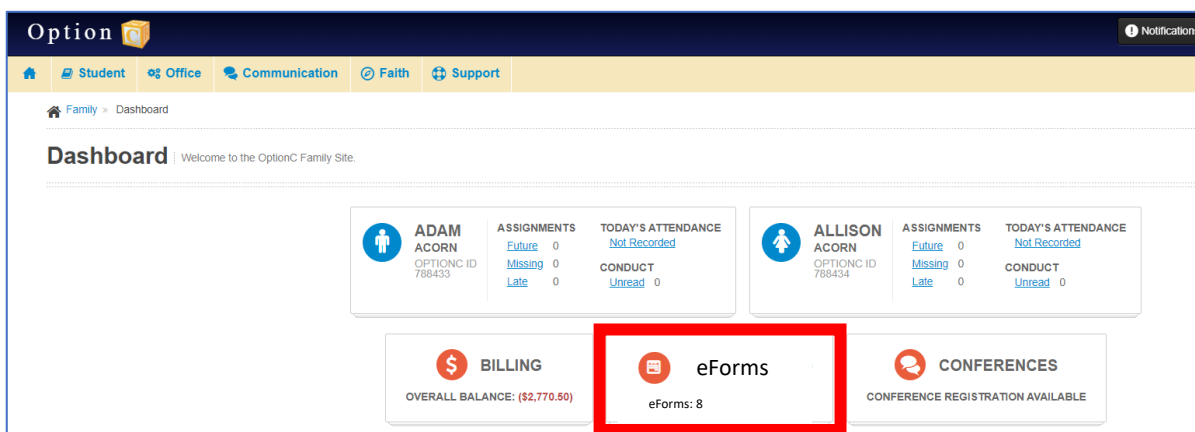 Option C
Notifications
Student Office Communication Faith Support
Family » Dashboard
Dashboard Welcome to the OptionC Family Site.
ADAM
ACORN
OPTIONC ID
788433
ASSIGNMENTS
Future 0
Missing 0
Late 0
TODAY'S ATTENDANCE
Not Recorded
CONDUCT
Unread 0
ALLISON
ACORN
OPTIONC ID
788434
ASSIGNMENTS
Future 0
Missing 0
Late 0
TODAY'S ATTENDANCE
Not Recorded
CONDUCT
Unread 0
$ BILLING
OVERALL BALANCE: ($2,770.50)
eForms
eForms: 8
CONFERENCES
CONFERENCE REGISTRATION AVAILABLE